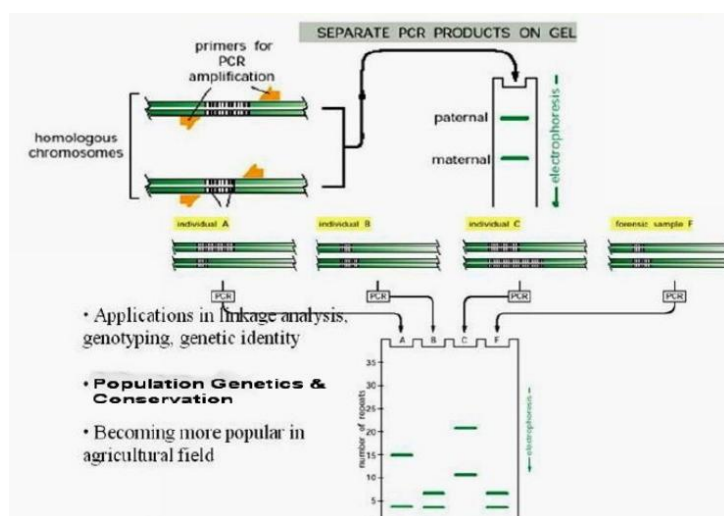 SEPARATE PCR PRODUCTS ON GEL
primers for
PCR
amplification
homologous
chromosomes
paternal
maternal
electrophoresis
individual A
individual B
individual C
forensic sample F
PCR
PCR
PCR
PCR
• Applications in linkage analysis,
genotyping, genetic identity
• Population Genetics &
Conservation
• Becoming more popular in
agricultural field
A B C F
number of repeats
35
30
25
20
15
10
5
electrophoresis